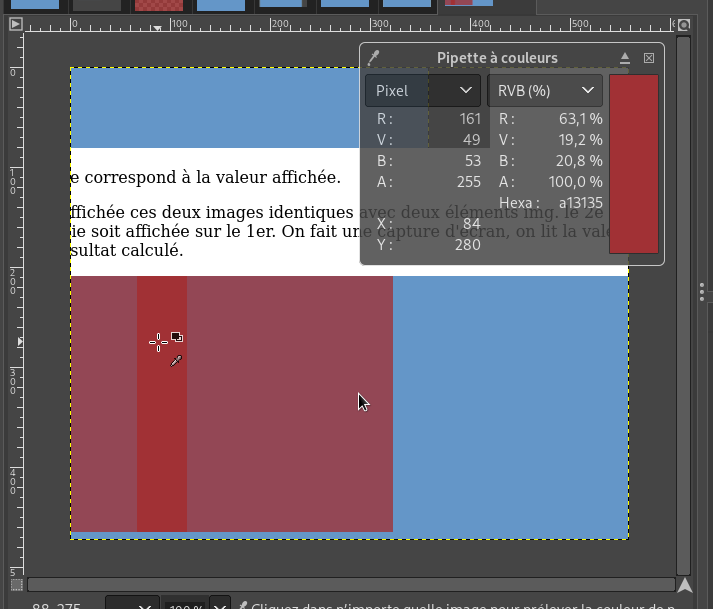 0 100 200 300 400 500
Pipette à couleurs
Pixel RVB (%)
R : 161 R : 63,1 %
V : 49 V : 19,2 %
B : 53 B : 20,8 %
A : 255 A : 100,0 %
Hexa : a13135
X : 84
Y : 280
0
100
200
300
400
5
e correspond à la valeur affichée.
ffichée ces deux images identiques avec deux éléments img. le 2e
ie soit affichée sur le 1er. On fait une capture d'écran, on lit la vale
sultat calculé.
88, 275 100 % Cliquez dans n'importe quelle image pour prélever la couleur de p